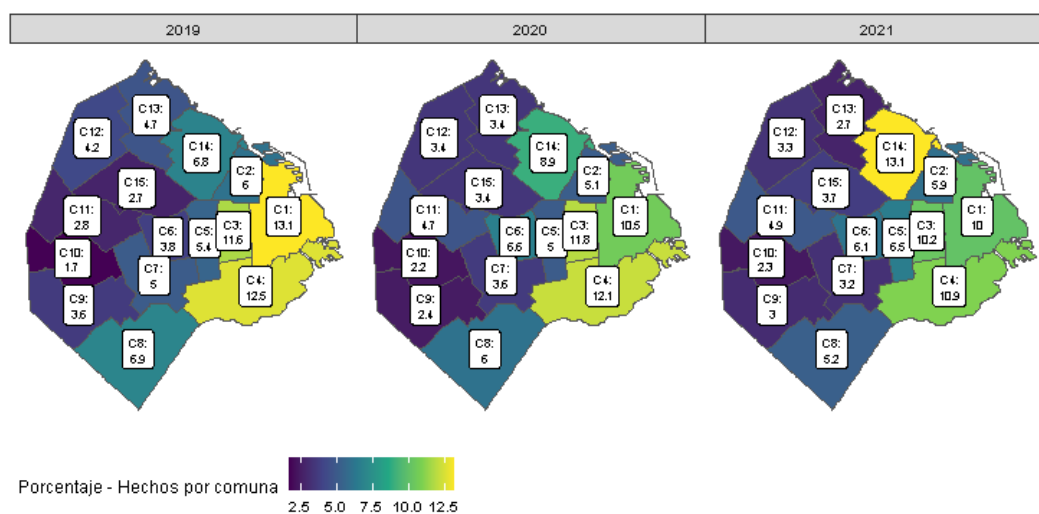 2019
2020
2021
C13:
4.7
C12:
4.2
C14:
6.8
C2:
6
C15:
2.7
C11:
2.8
C1:
13.1
C6:
3.8
C5:
5.4
C3:
11.6
C10:
1.7
C7:
5
C4:
12.5
C9:
3.6
C8:
6.9
C13:
3.4
C12:
3.4
C14:
8.9
C2:
5.1
C15:
3.4
C11:
4.7
C1:
10.5
C6:
6.6
C5:
5
C3:
11.8
C10:
2.2
C7:
3.6
C4:
12.1
C9:
2.4
C8:
6
C13:
2.7
C12:
3.3
C14:
13.1
C2:
5.9
C15:
3.7
C11:
4.9
C1:
10
C6:
6.1
C5:
6.5
C3:
10.2
C10:
2.3
C7:
3.2
C4:
10.9
C9:
3
C8:
5.2
Porcentaje - Hechos por comuna
2.5 5.0 7.5 10.0 12.5